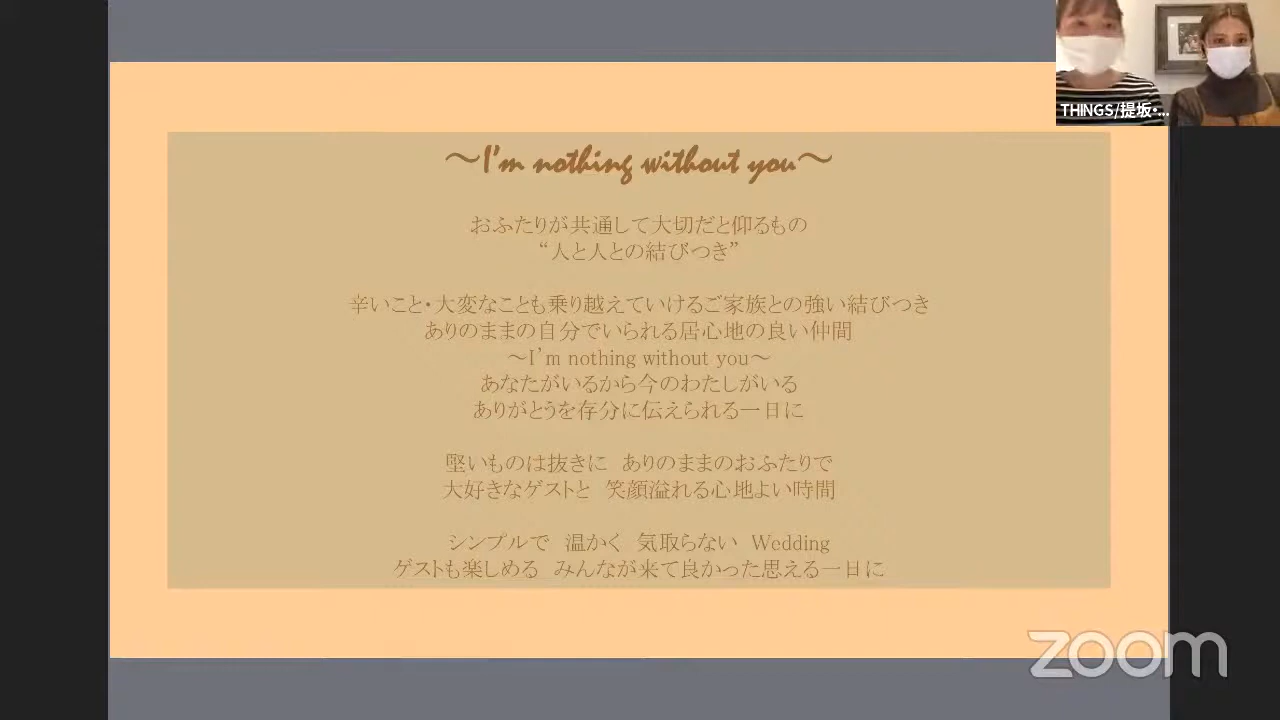 THINGS/提坂・...
～I'm nothing without you～
おふたりが共通して大切だと仰るもの
“人と人との結びつき”
辛いこと・大変なことも乗り越えていけるご家族との強い結びつき
ありのままの自分でいられる居心地の良い仲間
～I'm nothing without you～
あなたがいるから今のわたしがいる
ありがとうを存分に伝えられる一日に
堅いものは抜きに　ありのままのおふたりで
大好きなゲストと　笑顔溢れる心地よい時間
シンプルで　温かく　気取らない　Wedding
ゲストも楽しめる　みんなが来て良かった思える一日に
zoom